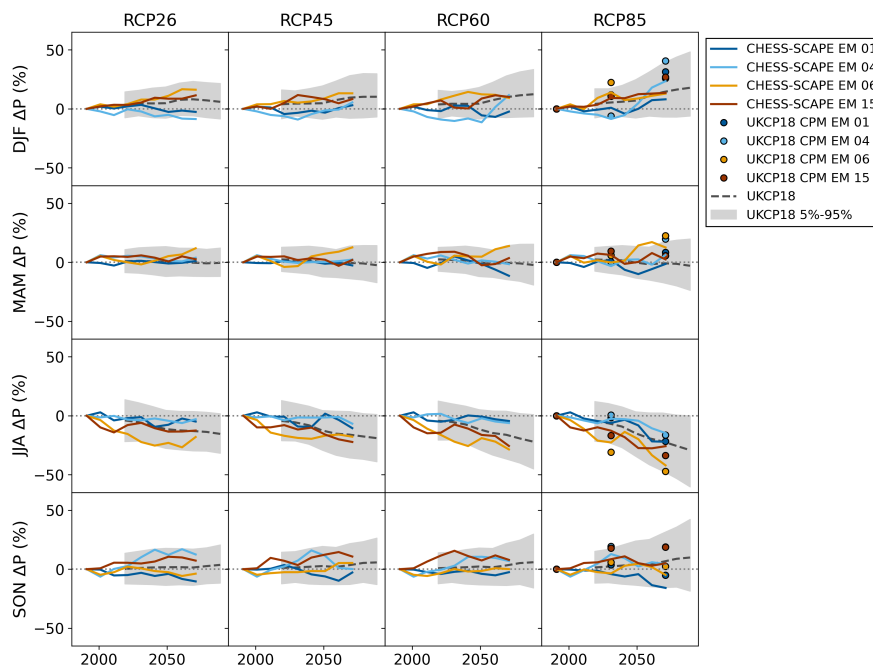 RCP26 RCP45 RCP60 RCP85
DJF ΔP (%)
50
0
−50
MAM ΔP (%)
50
0
−50
JJA ΔP (%)
50
0
−50
SON ΔP (%)
50
0
−50
2000 2050 2000 2050 2000 2050 2000 2050
CHESS-SCAPE EM 01
CHESS-SCAPE EM 04
CHESS-SCAPE EM 06
CHESS-SCAPE EM 15
UKCP18 CPM EM 01
UKCP18 CPM EM 04
UKCP18 CPM EM 06
UKCP18 CPM EM 15
UKCP18
UKCP18 5%-95%